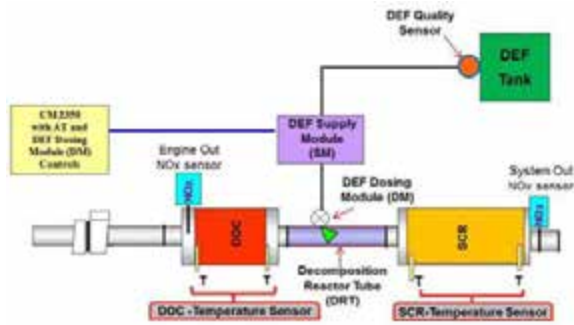 DEF Quality
Sensor
DEF
Tank
CM2350
with AT and
DEF Dosing
Module (DM)
Controls
DEF Supply
Module
(SM)
Engine Out
NOx sensor
System Out
NOx sensor
NOx
NOx
DEF Dosing
Module (DM)
DOC
SCR
Decomposition
Reactor Tube
(DRT)
T
T
T
T
DOC -Temperature Sensor
SCR-Temperature Sensor